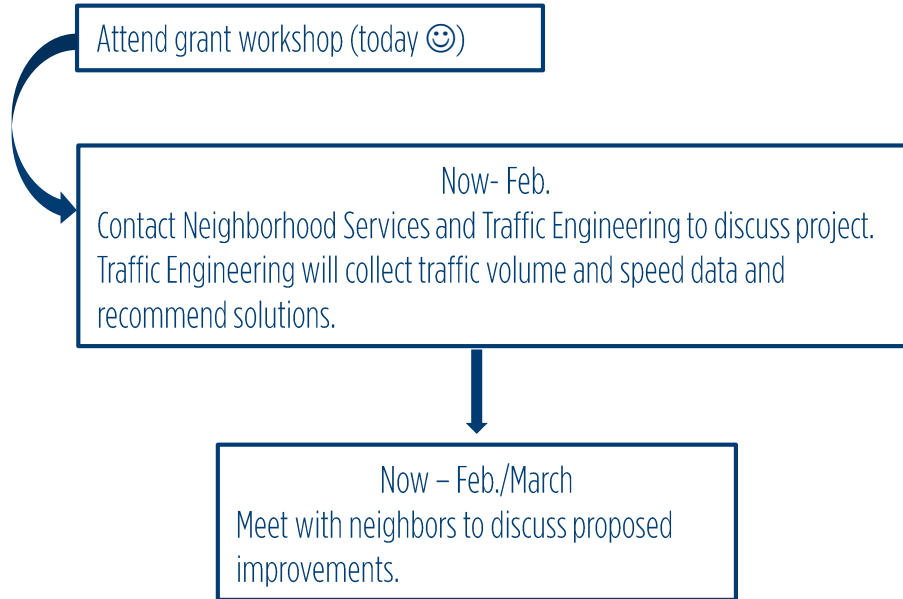 Attend grant workshop (today ☺)
Now- Feb.
Contact Neighborhood Services and Traffic Engineering to discuss project.
Traffic Engineering will collect traffic volume and speed data and
recommend solutions.
Now – Feb./March
Meet with neighbors to discuss proposed
improvements.